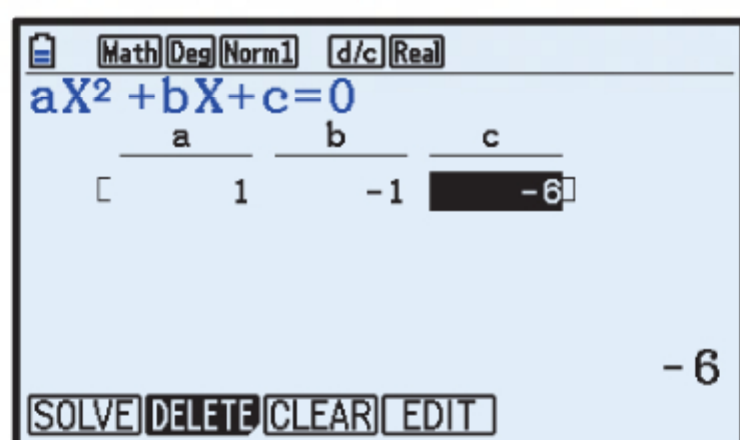 Math Deg Norm1 d/c Real
aX² +bX+c=0
a b c
[ 1 -1 -6 ]
-6
SOLVE DELETE CLEAR EDIT